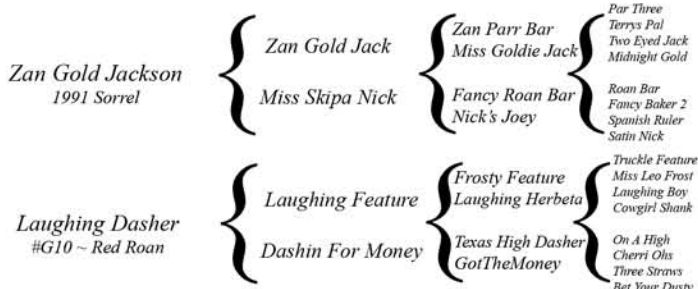 Zan Gold Jackson
1991 Sorrel
Zan Gold Jack
Miss Skipa Nick
Zan Parr Bar
Miss Goldie Jack
Fancy Roan Bar
Nick's Joey
Par Three
Terrys Pal
Two Eyed Jack
Midnight Gold
Roan Bar
Fancy Baker 2
Spanish Ruler
Satin Nick
Laughing Dasher
#G10 ~ Red Roan
Laughing Feature
Dashin For Money
Frosty Feature
Laughing Herbeta
Texas High Dasher
GotTheMoney
Truckle Feature
Miss Leo Frost
Laughing Boy
Cowgirl Shank
On A High
Cherri Ohs
Three Straws
Bet Your Dusty